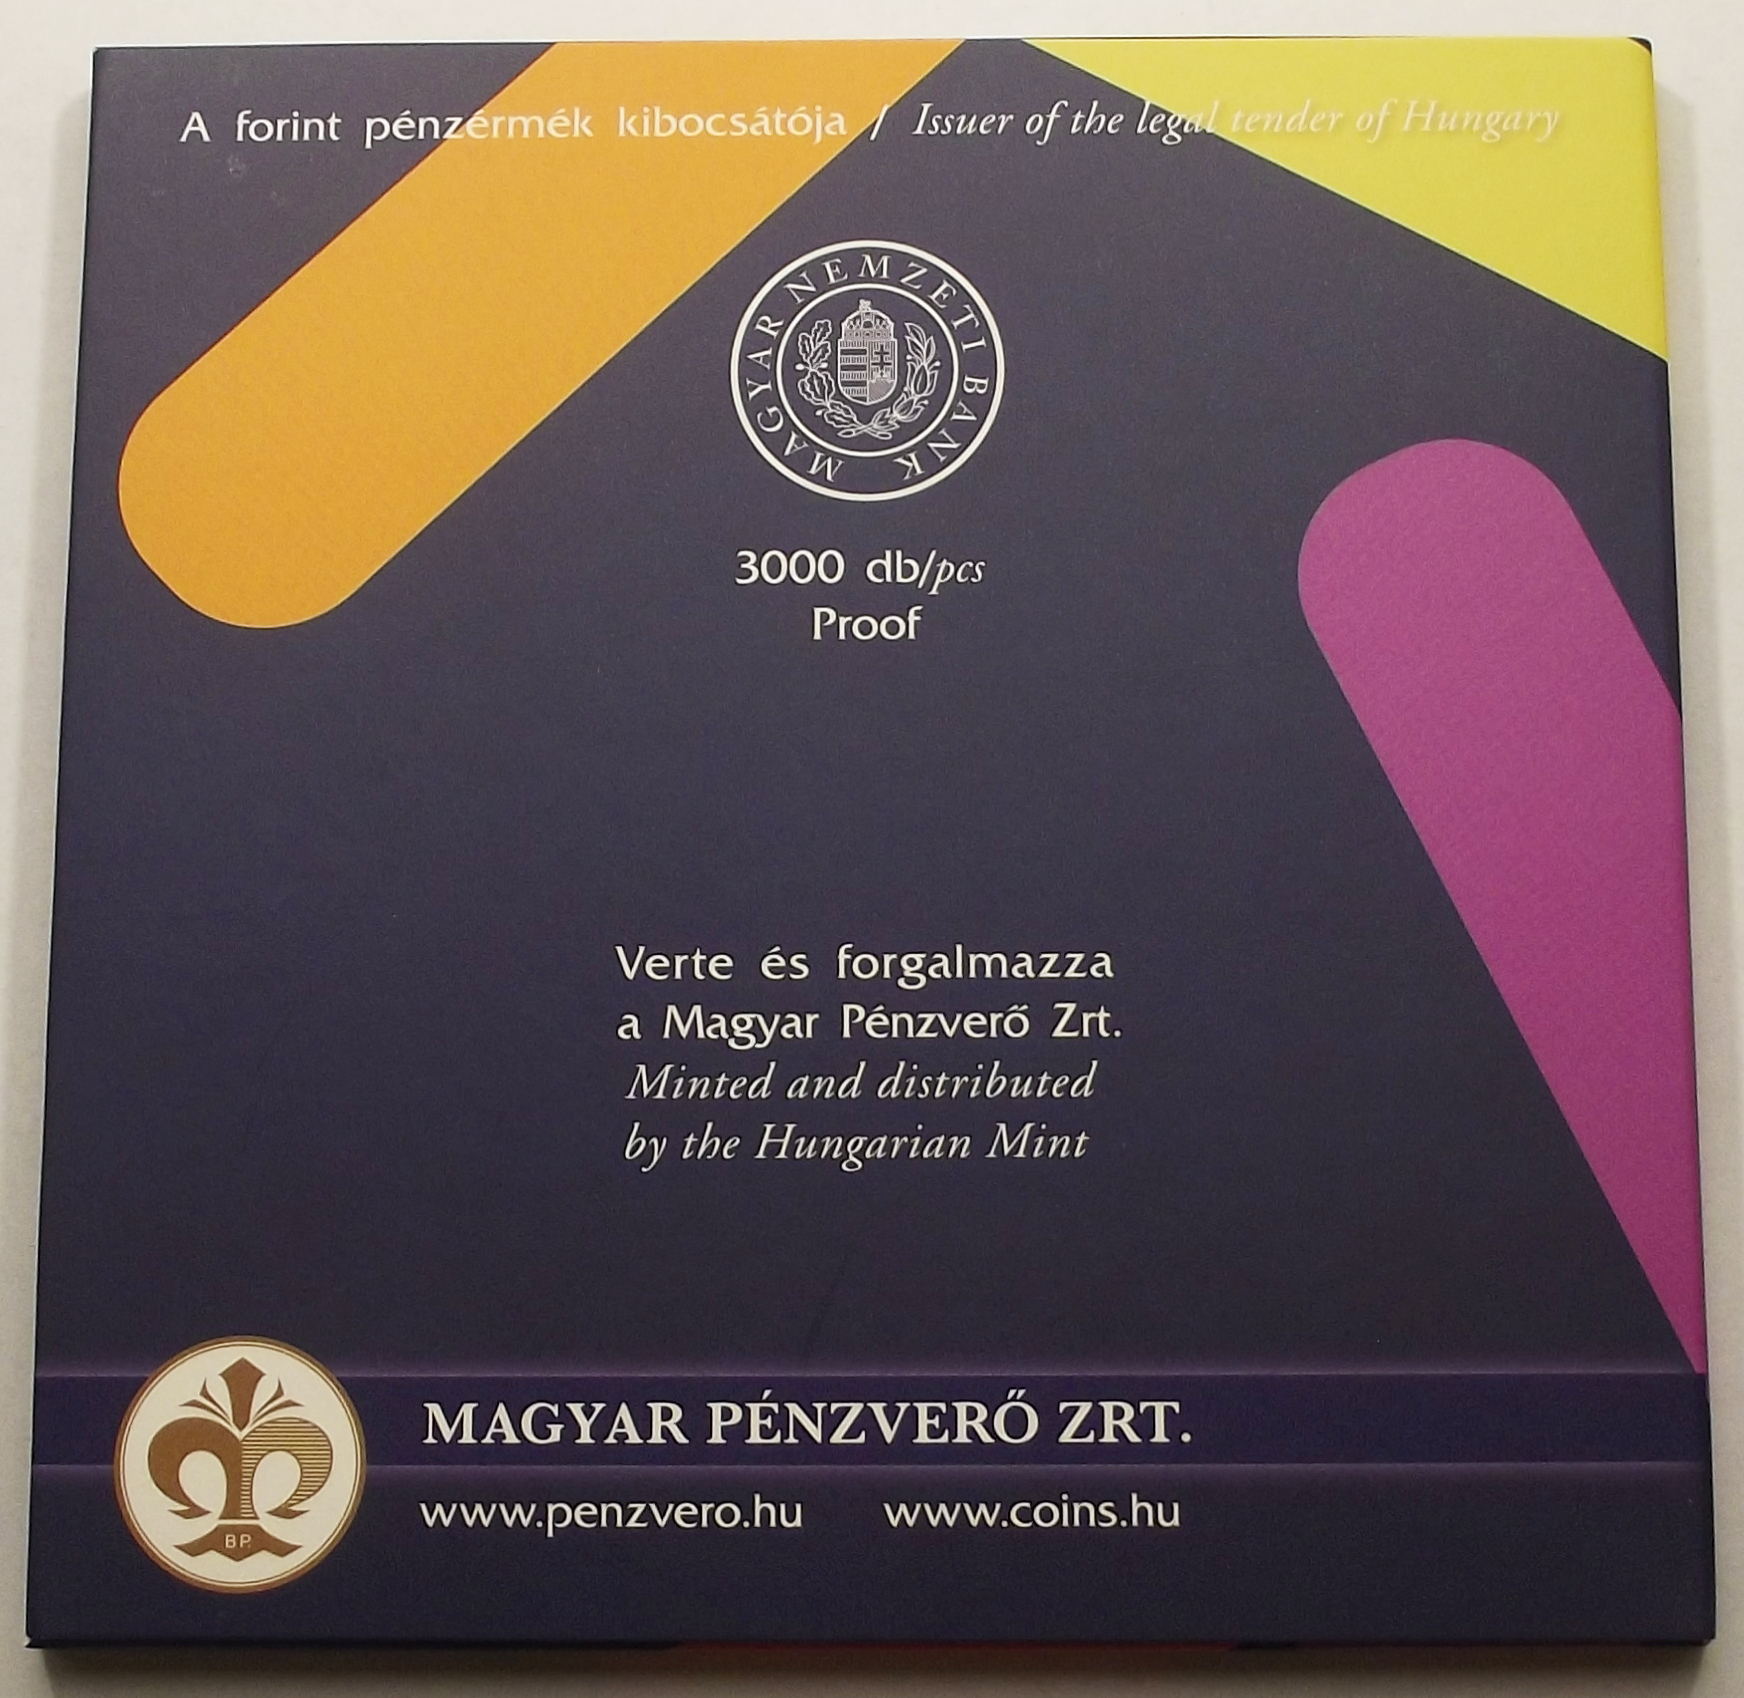 A forint pénzérmék kibocsátója / Issuer of the legal tender of Hungary
MAGYAR NEMZETI BANK
3000 db/pcs
Proof
Verte és forgalmazza
a Magyar Pénzverő Zrt.
Minted and distributed
by the Hungarian Mint
MAGYAR PÉNZVERŐ ZRT.
www.penzvero.hu www.coins.hu
BP.